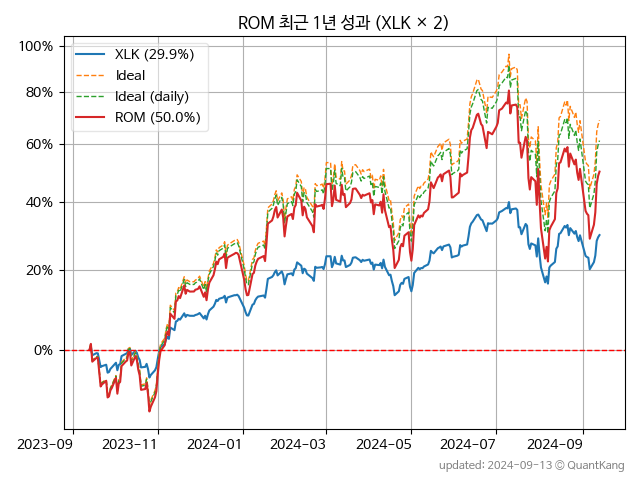 ROM 최근 1년 성과 (XLK × 2)
100%
80%
60%
40%
20%
0%
XLK (29.9%)
Ideal
Ideal (daily)
ROM (50.0%)
2023-09
2023-11
2024-01
2024-03
2024-05
2024-07
2024-09
updated: 2024-09-13 © QuantKang